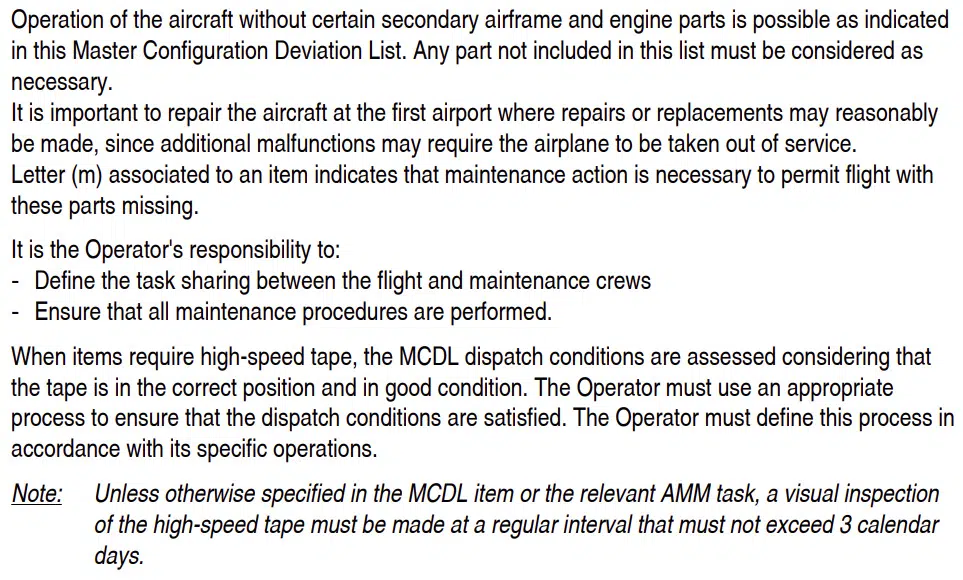 Operation of the aircraft without certain secondary airframe and engine parts is possible as indicated
in this Master Configuration Deviation List. Any part not included in this list must be considered as
necessary.
It is important to repair the aircraft at the first airport where repairs or replacements may reasonably
be made, since additional malfunctions may require the airplane to be taken out of service.
Letter (m) associated to an item indicates that maintenance action is necessary to permit flight with
these parts missing.
It is the Operator's responsibility to:
- Define the task sharing between the flight and maintenance crews
- Ensure that all maintenance procedures are performed.
When items require high-speed tape, the MCDL dispatch conditions are assessed considering that
the tape is in the correct position and in good condition. The Operator must use an appropriate
process to ensure that the dispatch conditions are satisfied. The Operator must define this process in
accordance with its specific operations.
Note: Unless otherwise specified in the MCDL item or the relevant AMM task, a visual inspection
of the high-speed tape must be made at a regular interval that must not exceed 3 calendar
days.